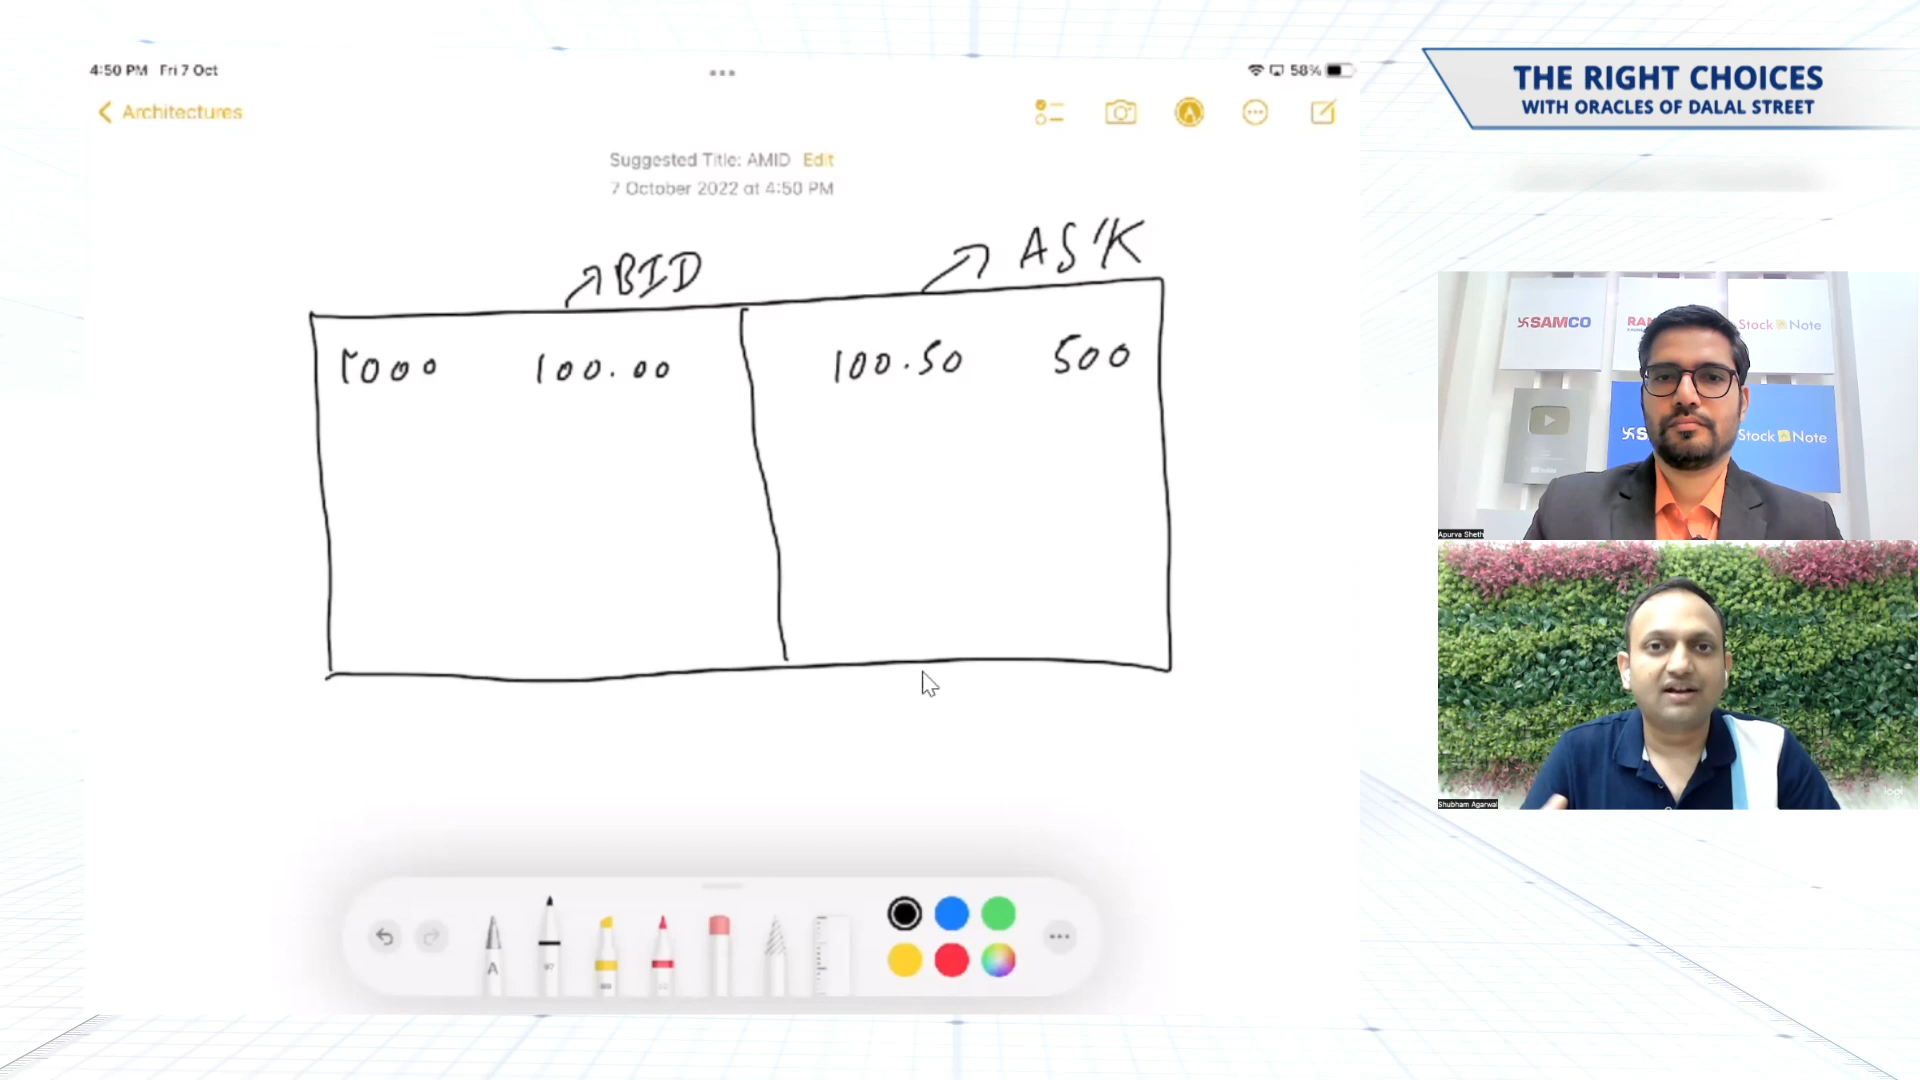 4:50 PM Fri 7 Oct
58%
Architectures
Suggested Title: AMID Edit
7 October 2022 at 4:50 PM
BID
ASK
1000 100.00 100.50 500
A
97
THE RIGHT CHOICES
WITH ORACLES OF DALAL STREET
SAMCO
Stock Note
Stock Note
Apurva Sheth
Shubham Agarwal